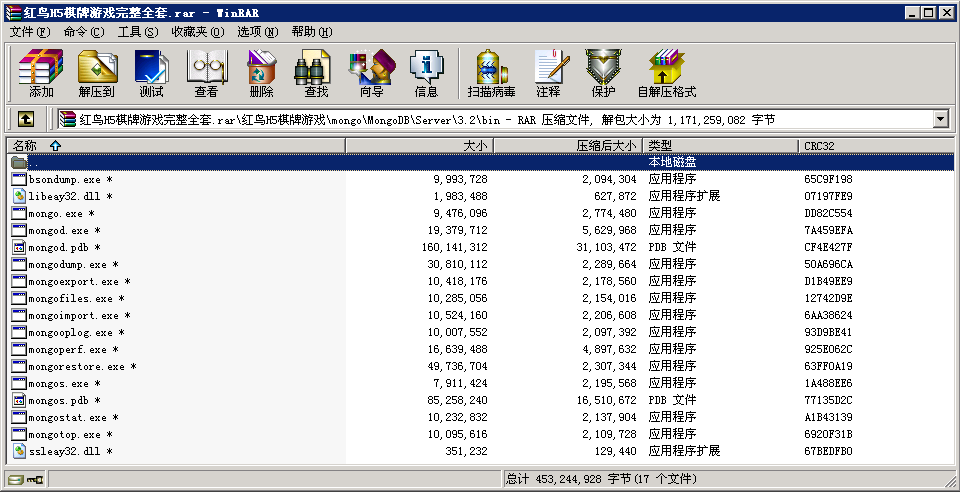 红鸟H5棋牌游戏完整全套.rar - WinRAR
文件(F) 命令(C) 工具(S) 收藏夹(O) 选项(N) 帮助(H)
添加 解压到 测试 查看 删除 查找 向导 信息 扫描病毒 注释 保护 自解压格式
红鸟H5棋牌游戏完整全套.rar\红鸟H5棋牌游戏\mongo\MongoDB\Server\3.2\bin - RAR 压缩文件, 解包大小为 1,171,259,082 字节
名称 大小 压缩后大小 类型 CRC32
.. 本地磁盘
bsondump.exe * 9,993,728 2,094,304 应用程序 65C9F198
libeay32.dll * 1,983,488 627,872 应用程序扩展 07197FE9
mongo.exe * 9,476,096 2,774,480 应用程序 DD82C554
mongod.exe * 19,379,712 5,629,968 应用程序 7A459EFA
mongod.pdb * 160,141,312 31,103,472 PDB 文件 CF4E427F
mongodump.exe * 30,810,112 2,289,664 应用程序 50A696CA
mongoexport.exe * 10,418,176 2,178,560 应用程序 D1B49EE9
mongofiles.exe * 10,285,056 2,154,016 应用程序 12742D9E
mongoimport.exe * 10,524,160 2,206,608 应用程序 6AA38624
mongooplog.exe * 10,007,552 2,097,392 应用程序 93D9BE41
mongoperf.exe * 16,639,488 4,897,632 应用程序 925E062C
mongorestore.exe * 49,736,704 2,307,344 应用程序 63FF0A19
mongos.exe * 7,911,424 2,195,568 应用程序 1A488EE6
mongos.pdb * 85,258,240 16,510,672 PDB 文件 77135D2C
mongostat.exe * 10,232,832 2,137,904 应用程序 A1B43139
mongotop.exe * 10,095,616 2,109,728 应用程序 6920F31B
ssleay32.dll * 351,232 129,440 应用程序扩展 67BEDFB0
总计 453,244,928 字节(17 个文件)